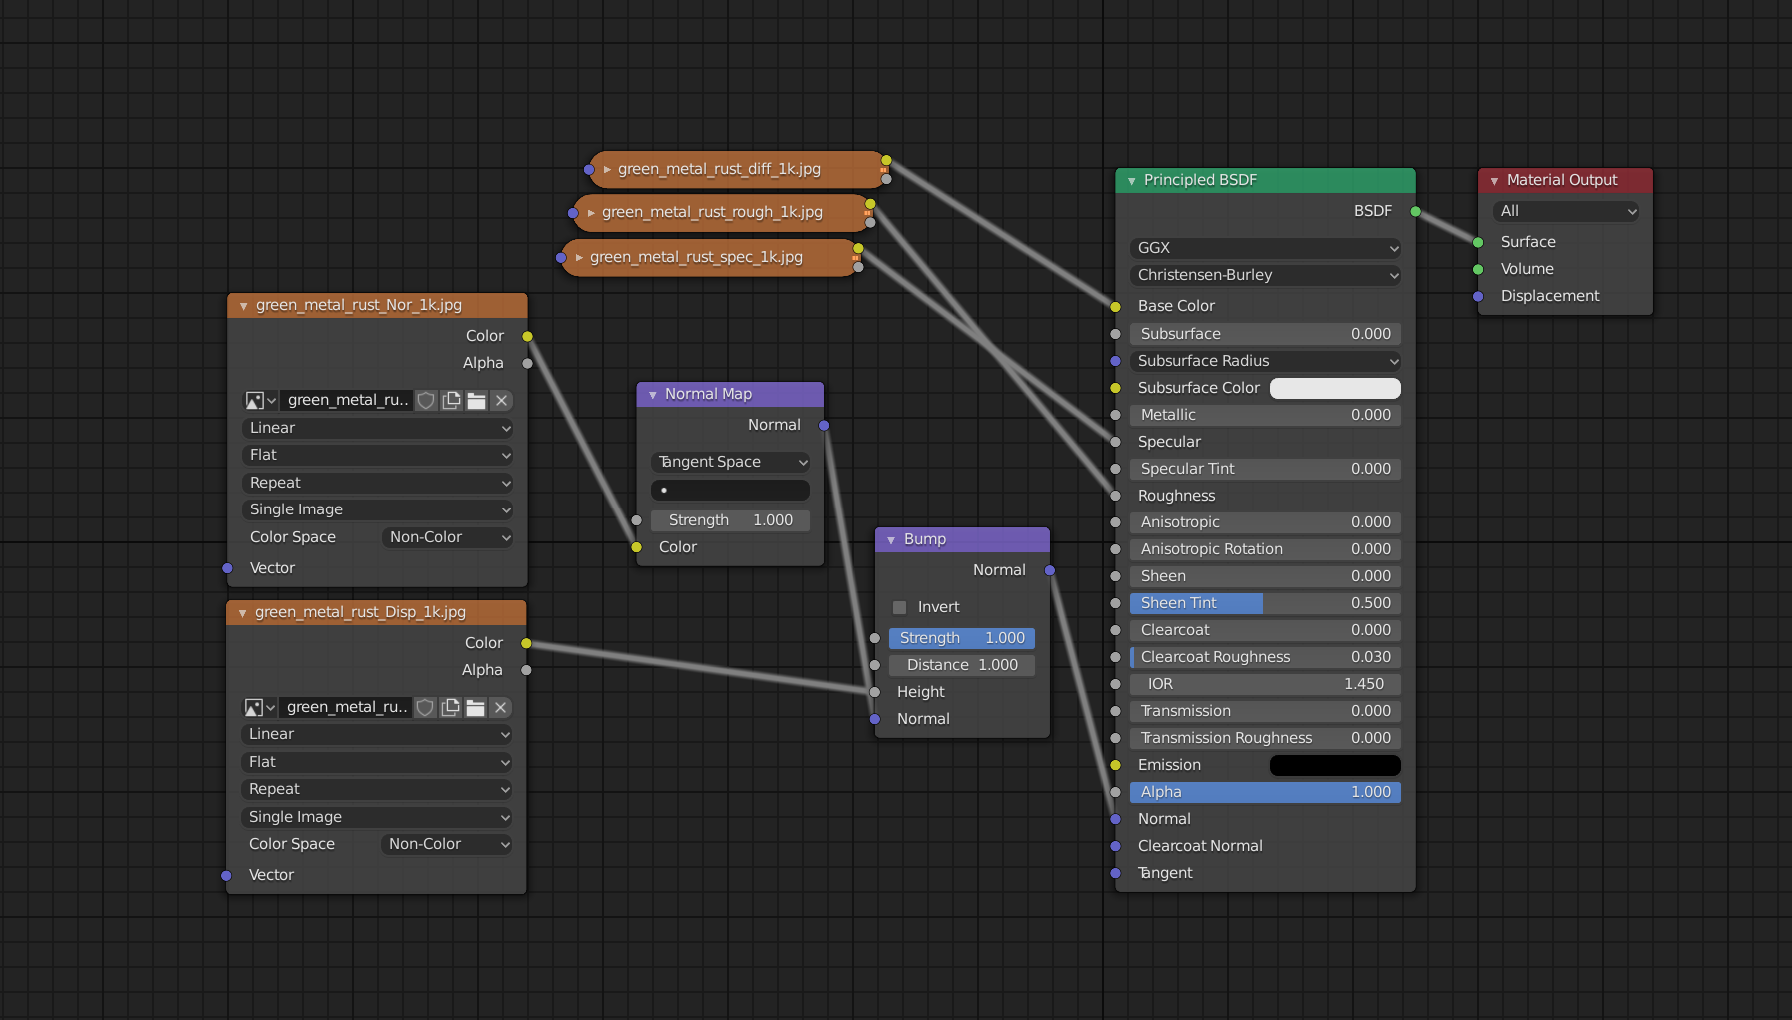 green_metal_rust_diff_1k.jpg
green_metal_rust_rough_1k.jpg
green_metal_rust_spec_1k.jpg
green_metal_rust_Nor_1k.jpg
Color
Alpha
green_metal_ru..
Linear
Flat
Repeat
Single Image
Color Space Non-Color
Vector
green_metal_rust_Disp_1k.jpg
Color
Alpha
green_metal_ru..
Linear
Flat
Repeat
Single Image
Color Space Non-Color
Vector
Normal Map
Normal
Tangent Space
Strength 1.000
Color
Bump
Normal
Invert
Strength 1.000
Distance 1.000
Height
Normal
Principled BSDF
BSDF
GGX
Christensen-Burley
Base Color
Subsurface 0.000
Subsurface Radius
Subsurface Color
Metallic 0.000
Specular
Specular Tint 0.000
Roughness
Anisotropic 0.000
Anisotropic Rotation 0.000
Sheen 0.000
Sheen Tint 0.500
Clearcoat 0.000
Clearcoat Roughness 0.030
IOR 1.450
Transmission 0.000
Transmission Roughness 0.000
Emission
Alpha 1.000
Normal
Clearcoat Normal
Tangent
Material Output
All
Surface
Volume
Displacement